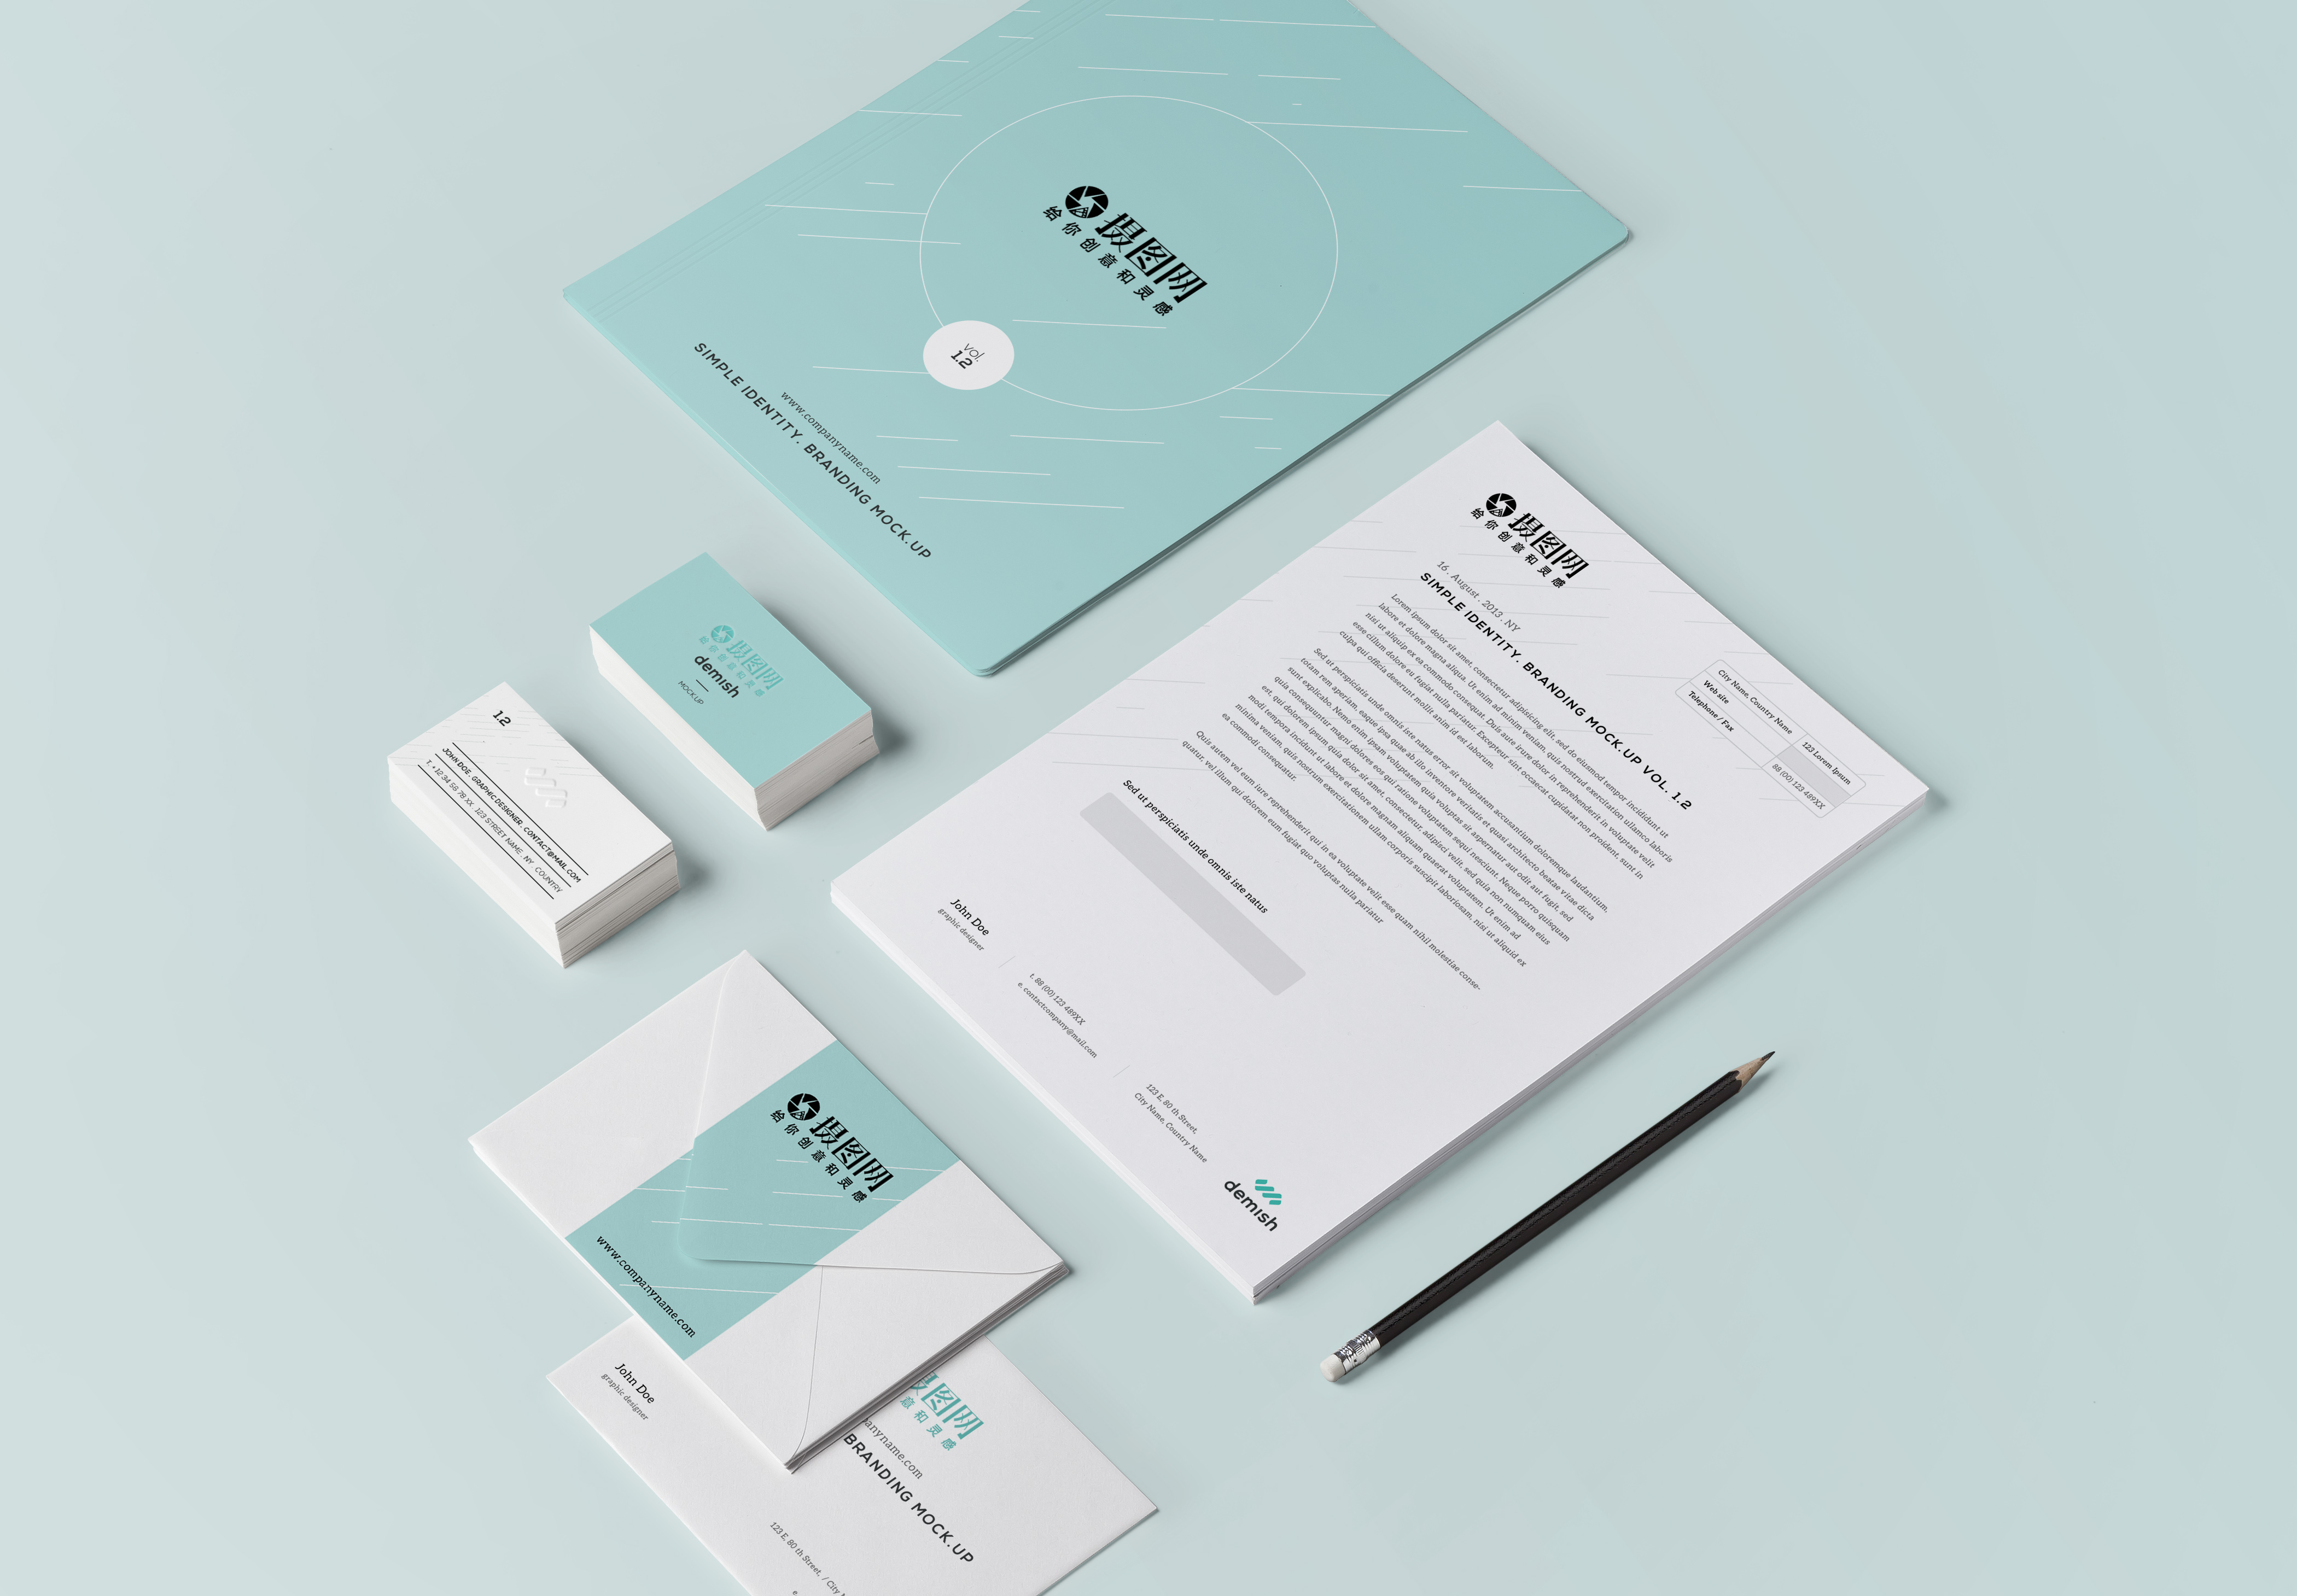 摄图网
给你创意和灵感
VOL.
1.2
www.companyname.com
SIMPLE IDENTITY. BRANDING MOCK.UP
摄图网
给你创意和灵感
16. August . 2013 . NY
SIMPLE IDENTITY. BRANDING MOCK.UP VOL. 1.2
Lorem ipsum dolor sit amet, consectetur adipisicing elit, sed do eiusmod tempor incididunt ut
labore et dolore magna aliqua. Ut enim ad minim veniam, quis nostrud exercitation ullamco laboris
nisi ut aliquip ex ea commodo consequat. Duis aute irure dolor in reprehenderit in voluptate velit
esse cillum dolore eu fugiat nulla pariatur. Excepteur sint occaecat cupidatat non proident, sunt in
culpa qui officia deserunt mollit anim id est laborum.
Sed ut perspiciatis unde omnis iste natus error sit voluptatem accusantium doloremque laudantium,
totam rem aperiam, eaque ipsa quae ab illo inventore veritatis et quasi architecto beatae vitae dicta
sunt explicabo. Nemo enim ipsam voluptatem quia voluptas sit aspernatur aut odit aut fugit, sed
quia consequuntur magni dolores eos qui ratione voluptatem sequi nesciunt. Neque porro quisquam
est, qui dolorem ipsum quia dolor sit amet, consectetur, adipisci velit, sed quia non numquam eius
modi tempora incidunt ut labore et dolore magnam aliquam quaerat voluptatem. Ut enim ad
minima veniam, quis nostrum exercitationem ullam corporis suscipit laboriosam, nisi ut aliquid ex
ea commodi consequatur.
Quis autem vel eum iure reprehenderit qui in ea voluptate velit esse quam nihil molestiae conse-
quatur, vel illum qui dolorem eum fugiat quo voluptas nulla pariatur
City Name, Country Name
123 Lorem Ipsum
Web site
Telephone / Fax
88 (00) 123 489XX
Sed ut perspiciatis unde omnis iste natus
John Doe
graphic designer
t. 88 (00) 123 489XX
e. contactcompany@mail.com
123 E, 80 th Street,
City Name, Country Name
demish
摄图网
给你创意和灵感
demish
MOCK.UP
1.2
JOHN DOE . GRAPHIC DESIGNER. CONTACT@MAIL.COM
T. +12 34 56 78 XX 123 STREET NAME . NY COUNTRY
摄图网
给你创意和灵感
www.companyname.com
John Doe
graphic designer
摄图网
意和灵感
anyname.com
BRANDING MOCK.UP
123 E, 80 th Street, / City
e